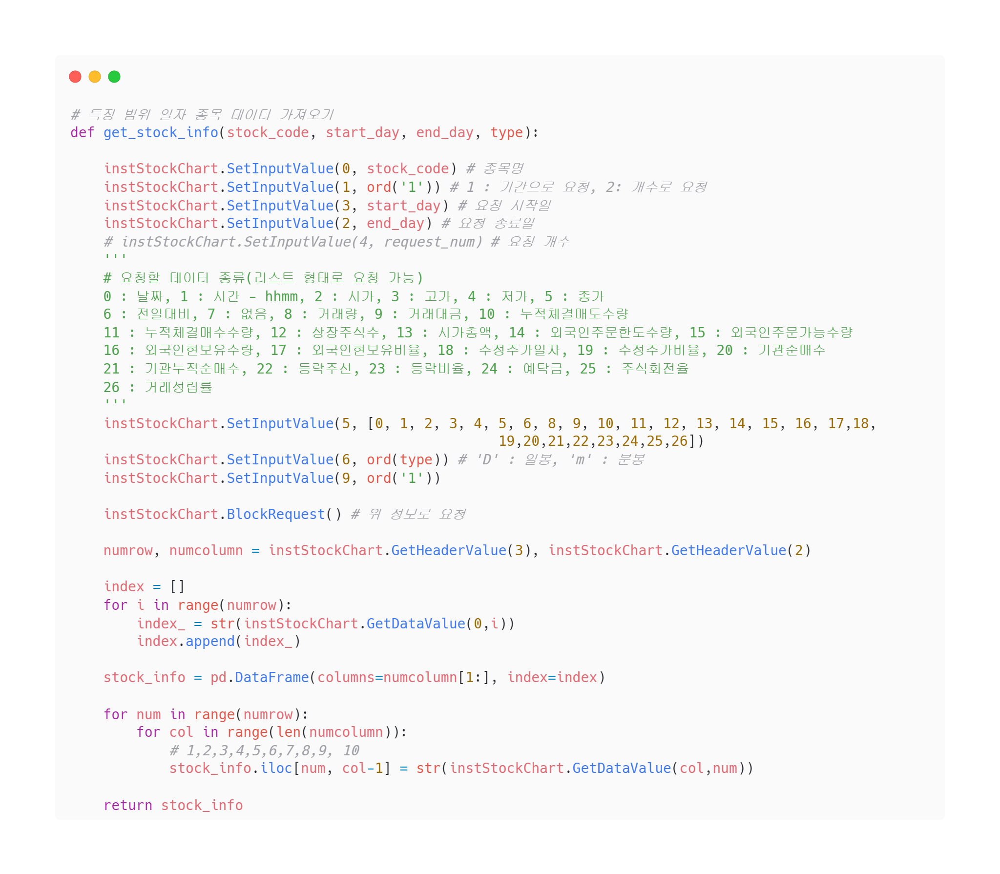 # 특정 범위 일자 종목 데이터 가져오기
def get_stock_info(stock_code, start_day, end_day, type):
instStockChart.SetInputValue(0, stock_code) # 종목명
instStockChart.SetInputValue(1, ord('1')) # 1 : 기간으로 요청, 2: 개수로 요청
instStockChart.SetInputValue(3, start_day) # 요청 시작일
instStockChart.SetInputValue(2, end_day) # 요청 종료일
# instStockChart.SetInputValue(4, request_num) # 요청 개수
'''
# 요청할 데이터 종류(리스트 형태로 요청 가능)
0 : 날짜, 1 : 시간 - hhmm, 2 : 시가, 3 : 고가, 4 : 저가, 5 : 종가
6 : 전일대비, 7 : 없음, 8 : 거래량, 9 : 거래대금, 10 : 누적체결매도수량
11 : 누적체결매수수량, 12 : 상장주식수, 13 : 시가총액, 14 : 외국인주문한도수량, 15 : 외국인주문가능수량
16 : 외국인현보유수량, 17 : 외국인현보유비율, 18 : 수정주가일자, 19 : 수정주가비율, 20 : 기관순매수
21 : 기관누적순매수, 22 : 등락주선, 23 : 등락비율, 24 : 예탁금, 25 : 주식회전율
26 : 거래성립률
'''
instStockChart.SetInputValue(5, [0, 1, 2, 3, 4, 5, 6, 8, 9, 10, 11, 12, 13, 14, 15, 16, 17,18,
19,20,21,22,23,24,25,26])
instStockChart.SetInputValue(6, ord(type)) # 'D' : 일봉, 'm' : 분봉
instStockChart.SetInputValue(9, ord('1'))
instStockChart.BlockRequest() # 위 정보로 요청
numrow, numcolumn = instStockChart.GetHeaderValue(3), instStockChart.GetHeaderValue(2)
index = []
for i in range(numrow):
index_ = str(instStockChart.GetDataValue(0,i))
index.append(index_)
stock_info = pd.DataFrame(columns=numcolumn[1:], index=index)
for num in range(numrow):
for col in range(len(numcolumn)):
# 1,2,3,4,5,6,7,8,9, 10
stock_info.iloc[num, col-1] = str(instStockChart.GetDataValue(col,num))
return stock_info